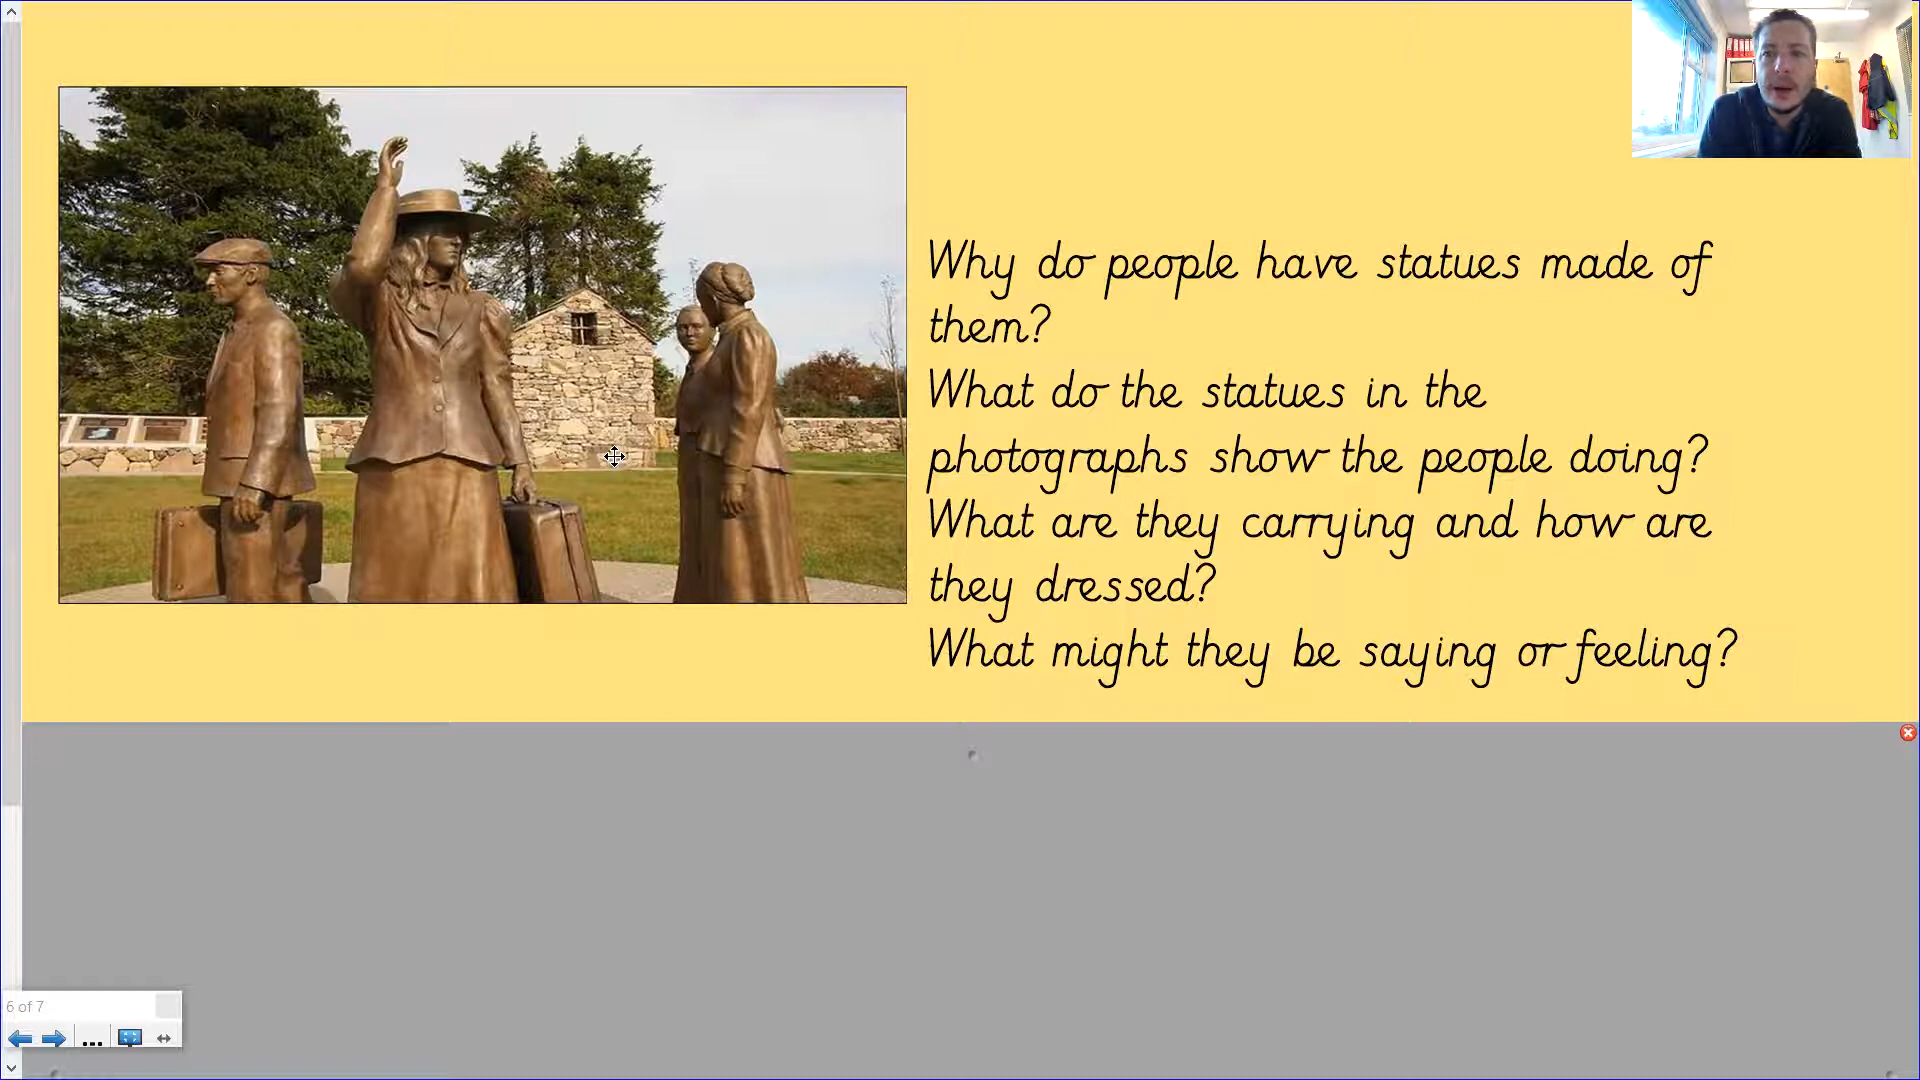 Why do people have statues made of
them?
What do the statues in the
photographs show the people doing?
What are they carrying and how are
they dressed?
What might they be saying or feeling?
6 of 7
...